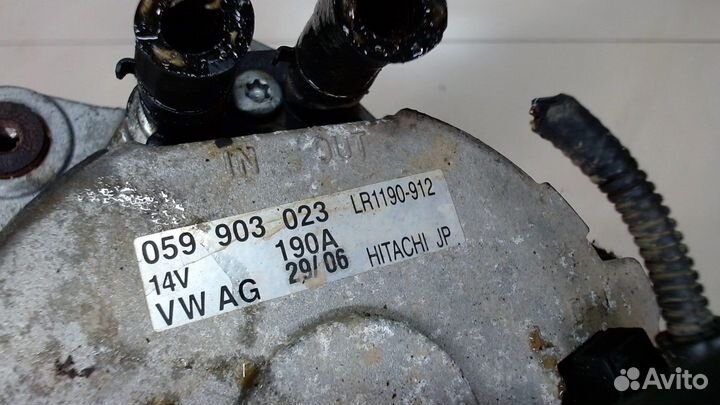 IN OUT
059 903 023 LR1190-912
14V 190A
VW AG 29/06 HITACHI JP
Avito